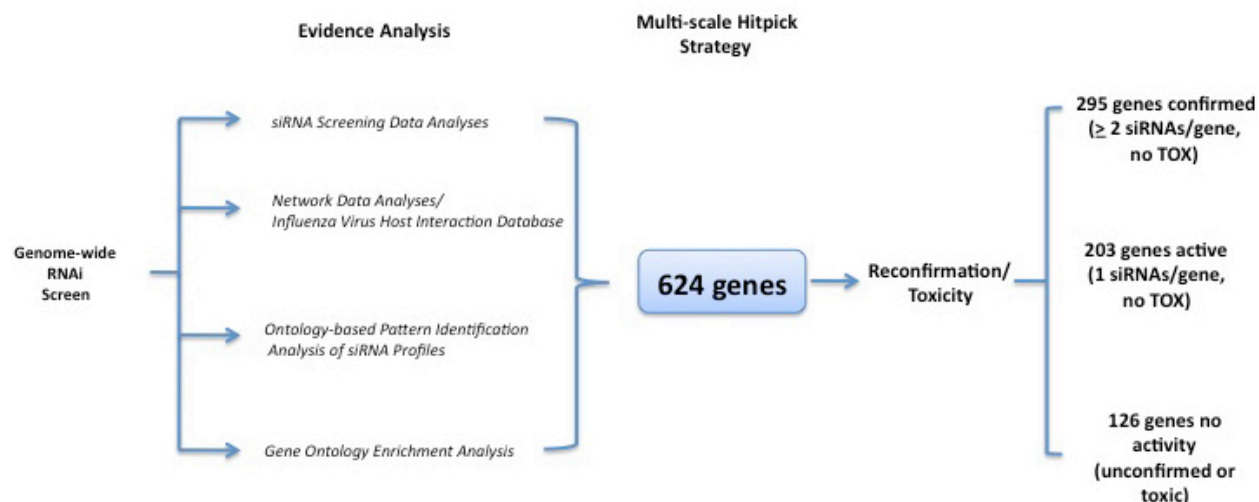 Evidence Analysis
Multi-scale Hitpick
Strategy
Genome-wide
RNAi
Screen
siRNA Screening Data Analyses
Network Data Analyses/
Influenza Virus Host Interaction Database
Ontology-based Pattern Identification
Analysis of siRNA Profiles
Gene Ontology Enrichment Analysis
624 genes
Reconfirmation/
Toxicity
295 genes confirmed
(≥ 2 siRNAs/gene,
no TOX)
203 genes active
(1 siRNAs/gene,
no TOX)
126 genes no
activity
(unconfirmed or
toxic)